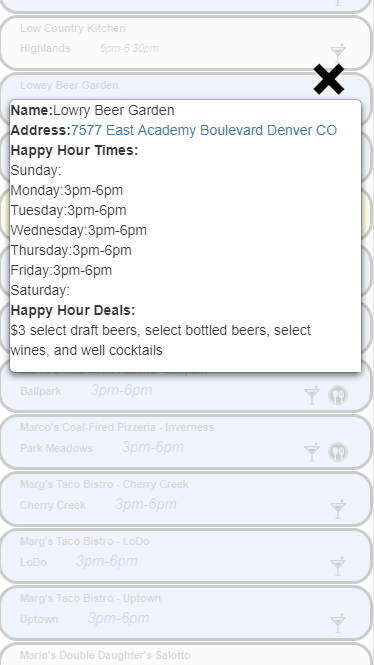 Low Country Kitchen
Highlands 5pm-6:30pm
Lowey Beer Garden
Name:Lowry Beer Garden
Address:7577 East Academy Boulevard Denver CO
Happy Hour Times:
Sunday:
Monday:3pm-6pm
Tuesday:3pm-6pm
Wednesday:3pm-6pm
Thursday:3pm-6pm
Friday:3pm-6pm
Saturday:
Happy Hour Deals:
$3 select draft beers, select bottled beers, select
wines, and well cocktails
Ballpark 3pm-6pm
Marco's Coal-Fired Pizzeria - Inverness
Park Meadows 3pm-6pm
Marg's Taco Bistro - Cherry Creek
Cherry Creek 3pm-6pm
Marg's Taco Bistro - LoDo
LoDo 3pm-6pm
Marg's Taco Bistro - Uptown
Uptown 3pm-6pm
Mario's Double Daughter's Salotto